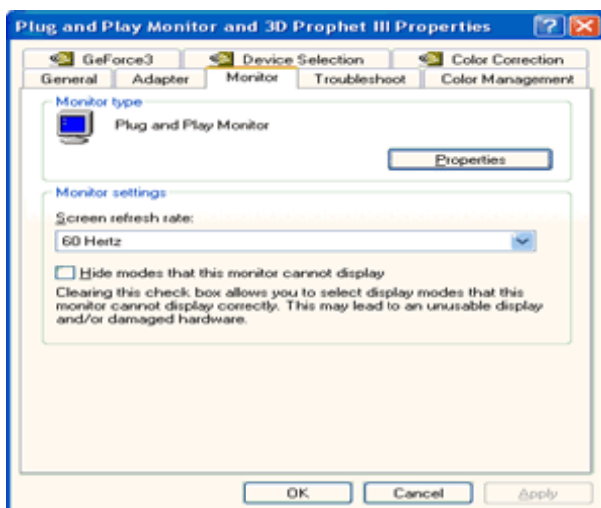 Plug and Play Monitor and 3D Prophet III Properties
GeForce3 Device Selection Color Correction
General Adapter Monitor Troubleshoot Color Management
Monitor type
Plug and Play Monitor
Properties
Monitor settings
Screen refresh rate:
60 Hertz
Hide modes that this monitor cannot display
Clearing this check box allows you to select display modes that this
monitor cannot display correctly. This may lead to an unusable display
and/or damaged hardware.
OK Cancel Apply